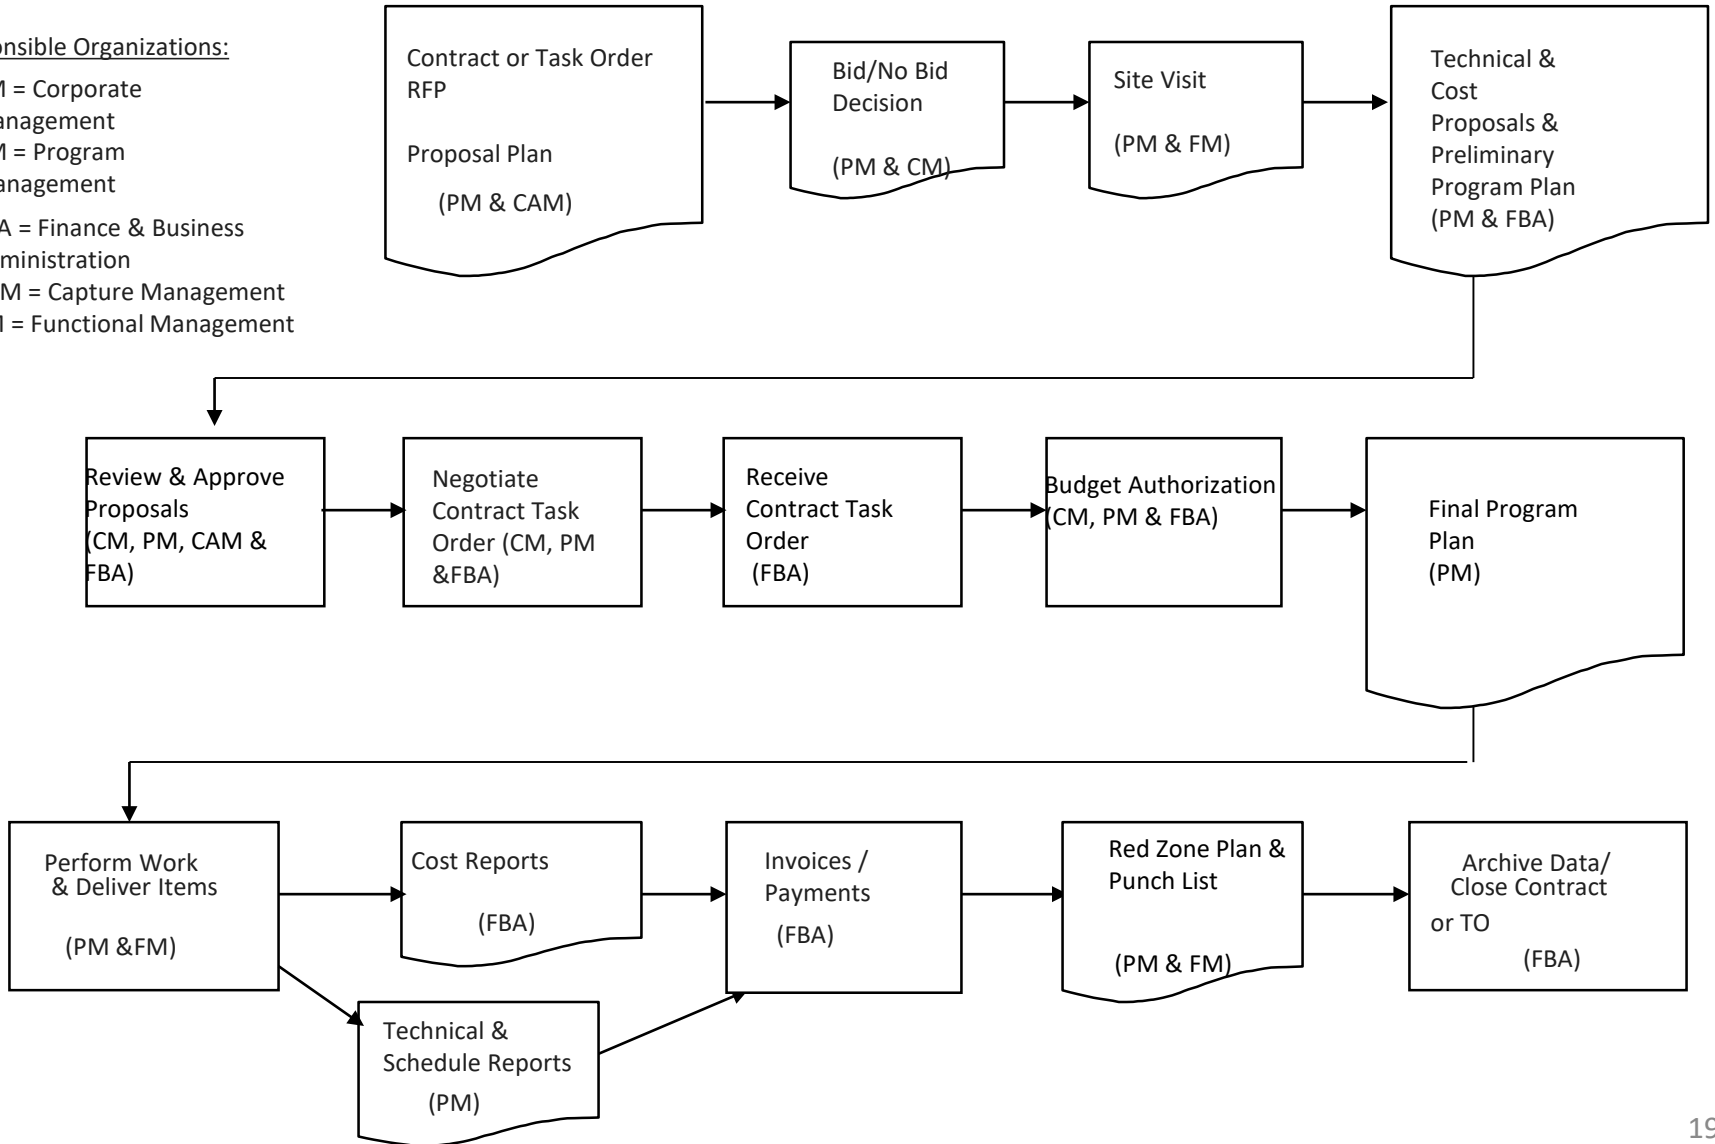 onsible Organizations:
M = Corporate
anagement
M = Program
anagement
A = Finance & Business
ministration
M = Capture Management
M = Functional Management
Contract or Task Order
RFP
Proposal Plan
(PM & CAM)
Bid/No Bid
Decision
(PM & CM)
Site Visit
(PM & FM)
Technical &
Cost
Proposals &
Preliminary
Program Plan
(PM & FBA)
Review & Approve
Proposals
(CM, PM, CAM &
FBA)
Negotiate
Contract Task
Order (CM, PM
&FBA)
Receive
Contract Task
Order
(FBA)
Budget Authorization
(CM, PM & FBA)
Final Program
Plan
(PM)
Perform Work
& Deliver Items
(PM &FM)
Cost Reports
(FBA)
Technical &
Schedule Reports
(PM)
Invoices /
Payments
(FBA)
Red Zone Plan &
Punch List
(PM & FM)
Archive Data/
Close Contract
or TO
(FBA)
19